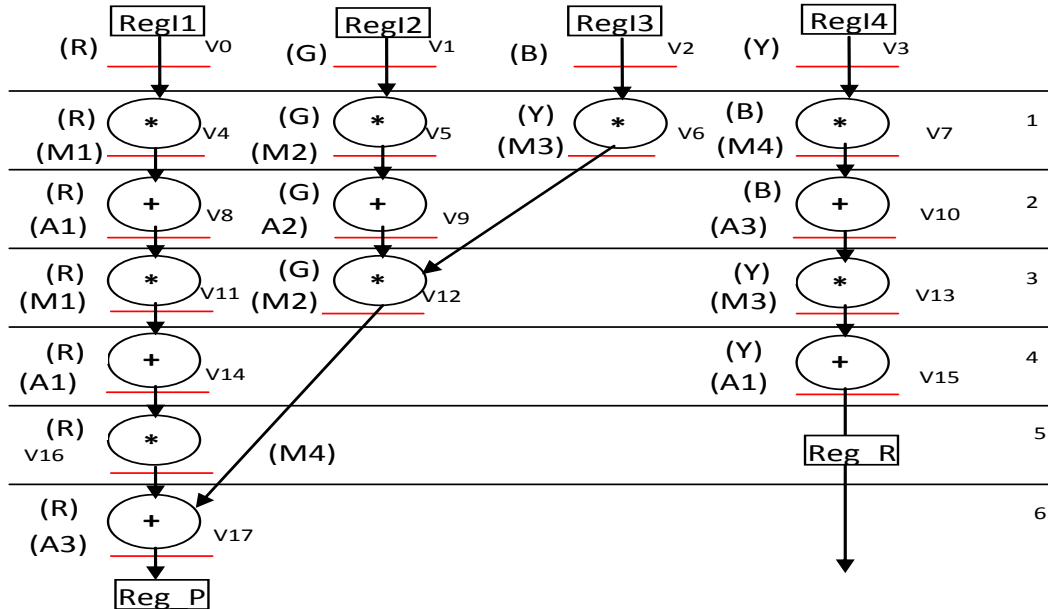 RegI1 RegI2 RegI3 RegI4
(R) V0 (G) V1 (B) V2 (Y) V3
(R) * V4 (G) * V5 (Y) * V6 (B) * V7 1
(M1) (M2) (M3) (M4)
(R) + V8 (G) + V9 (B) + V10 2
(A1) A2) (A3)
(R) * V11 (G) * V12 (Y) * V13 3
(M1) (M2) (M3)
(R) + V14 (Y) + V15 4
(A1) (A1)
(R) * 5
V16 (M4) Reg R
(R) + V17 6
(A3)
Reg P